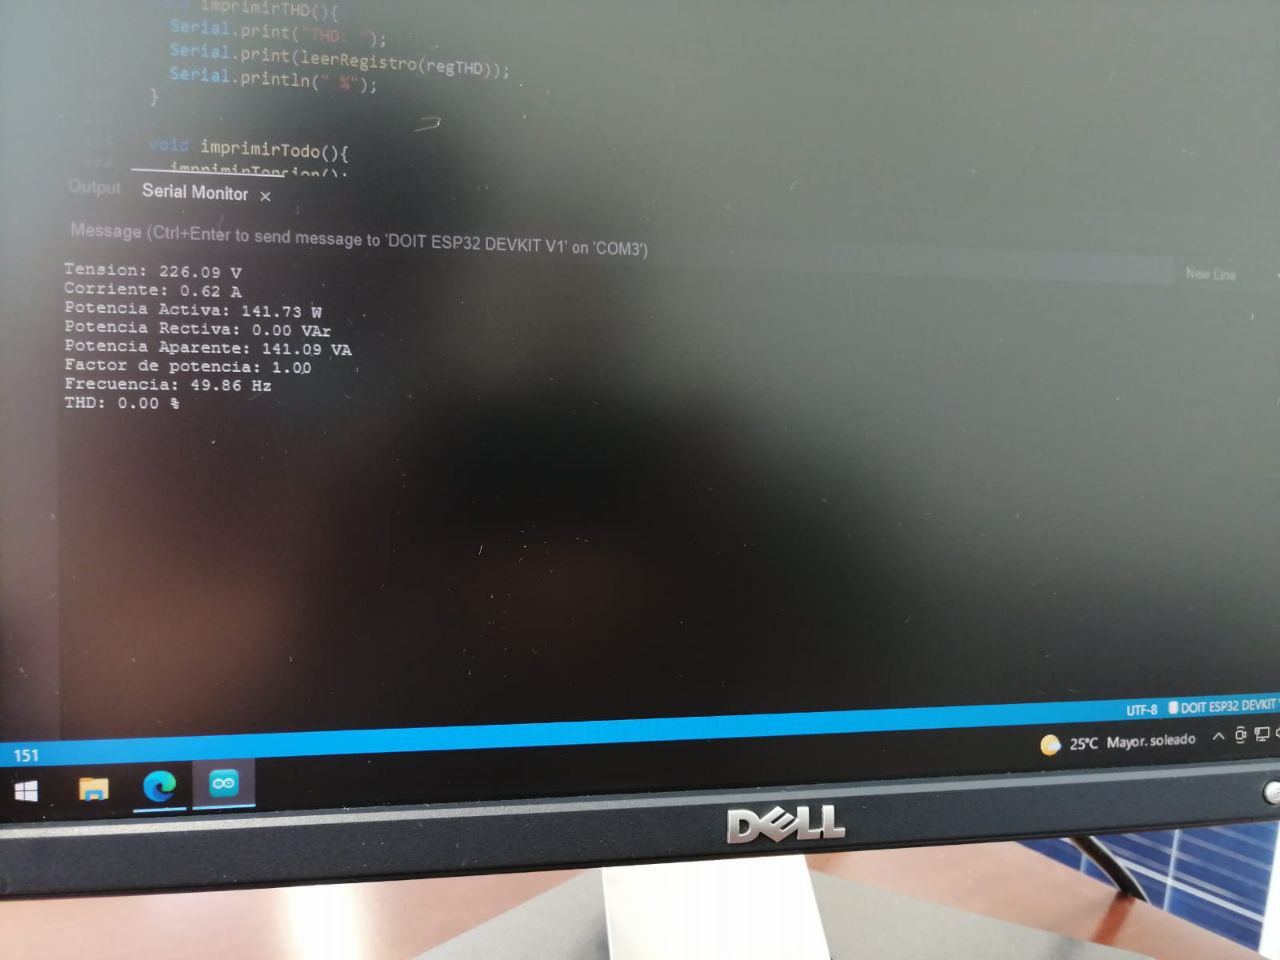 imprimirTHD(){
Serial.print("THD: ");
Serial.print(leerRegistro(regTHD));
Serial.println(" %");
}
void imprimirTodo(){
imprimirTension();
Output Serial Monitor ×
Message (Ctrl+Enter to send message to 'DOIT ESP32 DEVKIT V1' on 'COM3')
New Line
Tension: 226.09 V
Corriente: 0.62 A
Potencia Activa: 141.73 W
Potencia Rectiva: 0.00 VAr
Potencia Aparente: 141.09 VA
Factor de potencia: 1.00
Frecuencia: 49.86 Hz
THD: 0.00 %
151
UTF-8 DOIT ESP32 DEVKIT
25°C Mayor. soleado
DELL